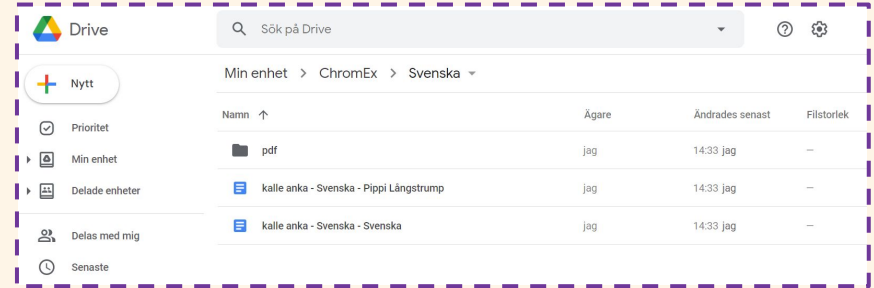 Drive
Sök på Drive
Nytt
Prioritet
Min enhet
Delade enheter
Delas med mig
Senaste
Min enhet > ChromEx > Svenska
Namn Ägare Ändrades senast Filstorlek
pdf jag 14:33 jag –
kalle anka - Svenska - Pippi Långstrump jag 14:33 jag –
kalle anka - Svenska - Svenska jag 14:33 jag –